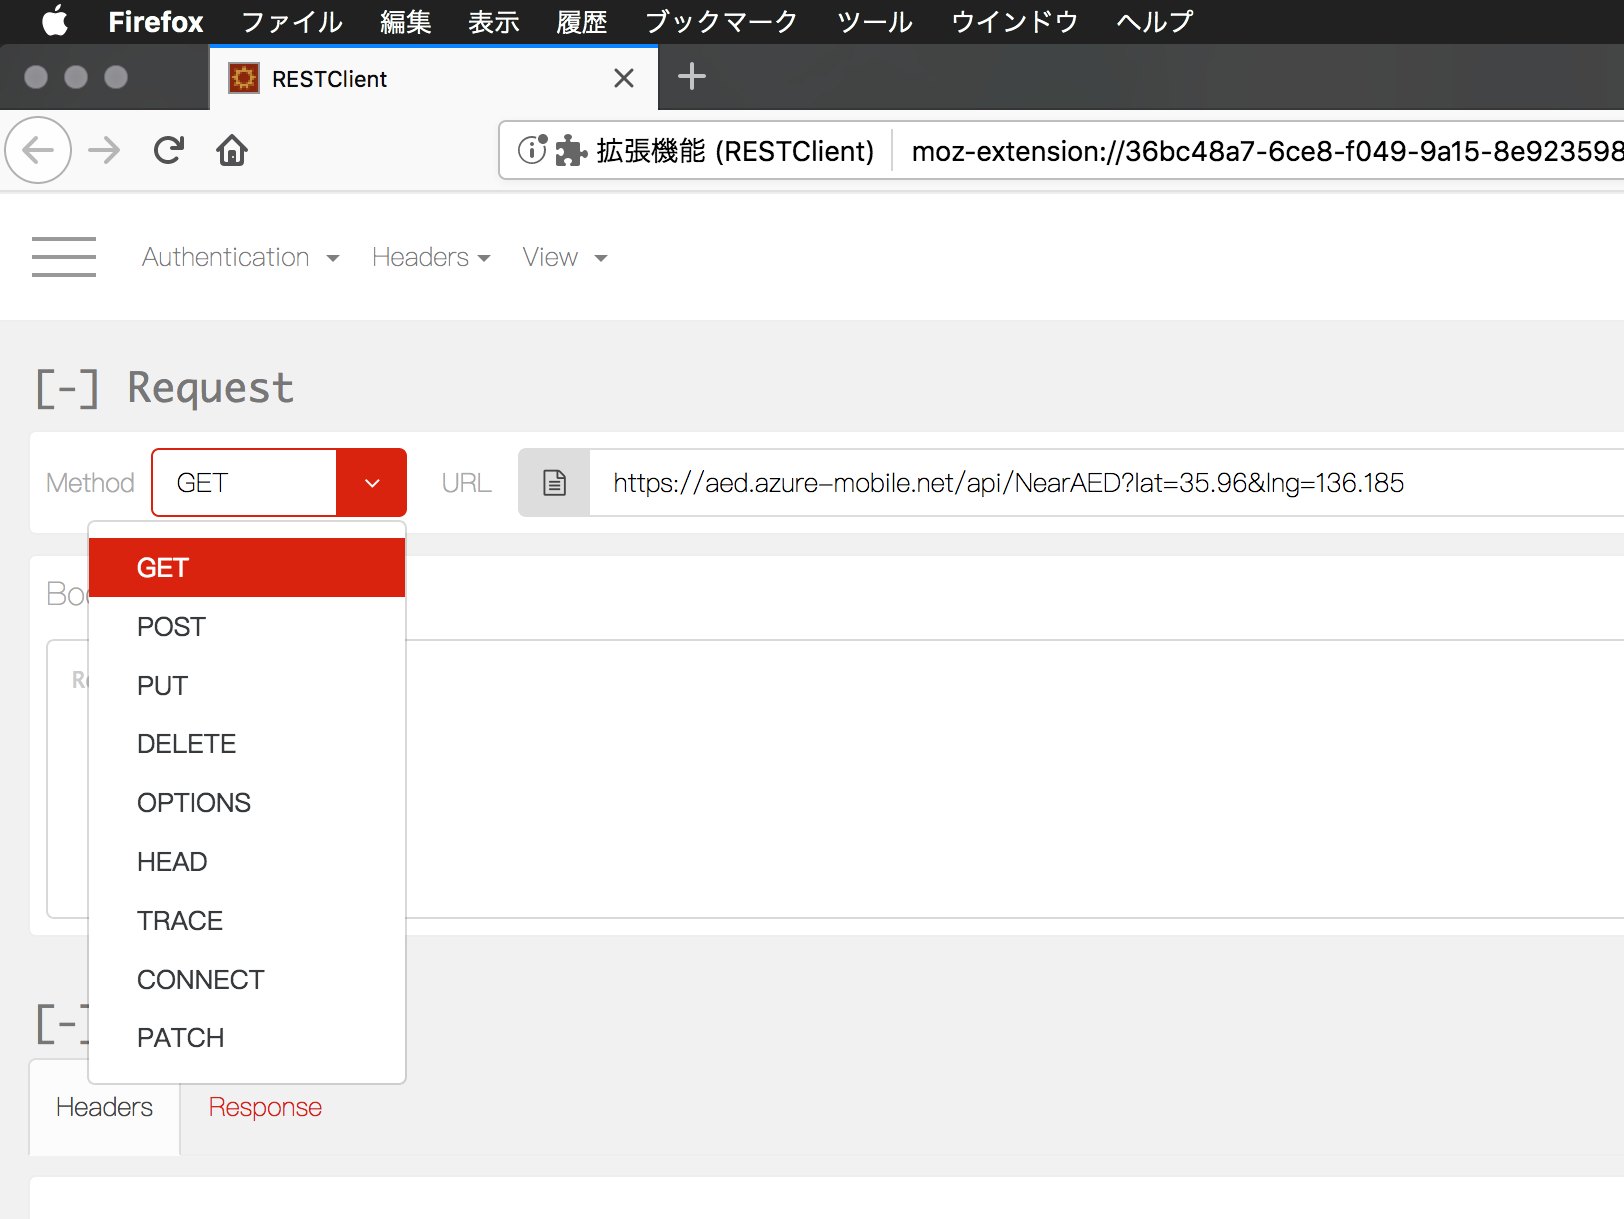 Firefox ファイル 編集 表示 履歴 ブックマーク ツール ウインドウ ヘルプ
RESTClient
拡張機能 (RESTClient) moz-extension://36bc48a7-6ce8-f049-9a15-8e923598
Authentication Headers View
[-] Request
Method GET URL https://aed.azure-mobile.net/api/NearAED?lat=35.96&lng=136.185
GET
POST
PUT
DELETE
OPTIONS
HEAD
TRACE
CONNECT
PATCH
[-]
Headers Response